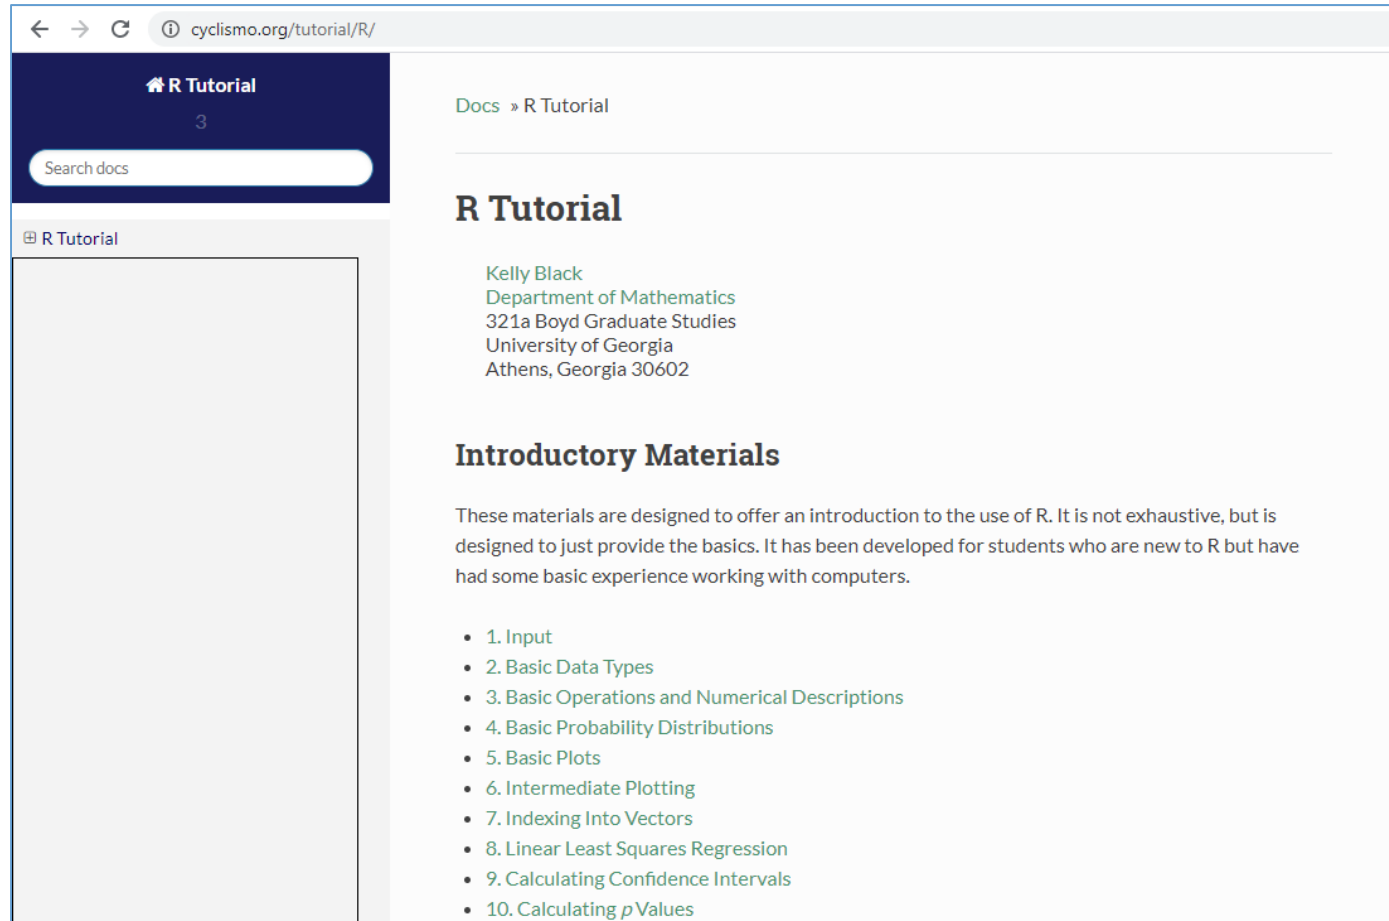 cyclismo.org/tutorial/R/
R Tutorial
3
Search docs
R Tutorial
Docs » R Tutorial
R Tutorial
Kelly Black
Department of Mathematics
321a Boyd Graduate Studies
University of Georgia
Athens, Georgia 30602
Introductory Materials
These materials are designed to offer an introduction to the use of R. It is not exhaustive, but is
designed to just provide the basics. It has been developed for students who are new to R but have
had some basic experience working with computers.
• 1. Input
• 2. Basic Data Types
• 3. Basic Operations and Numerical Descriptions
• 4. Basic Probability Distributions
• 5. Basic Plots
• 6. Intermediate Plotting
• 7. Indexing Into Vectors
• 8. Linear Least Squares Regression
• 9. Calculating Confidence Intervals
• 10. Calculating p Values